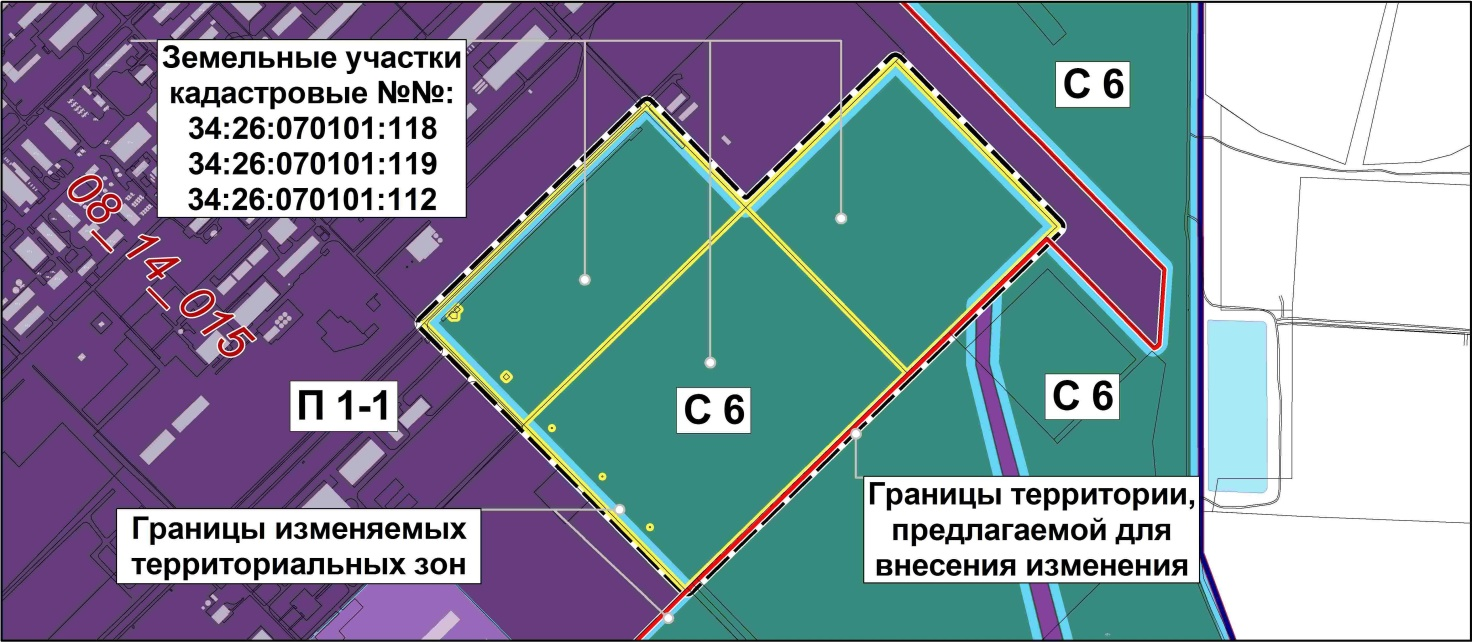 Земельные участки
кадастровые №№:
34:26:070101:118
34:26:070101:119
34:26:070101:112
С 6
08_14_015
П 1-1
С 6
С 6
Границы изменяемых
территориальных зон
Границы территории,
предлагаемой для
внесения изменения